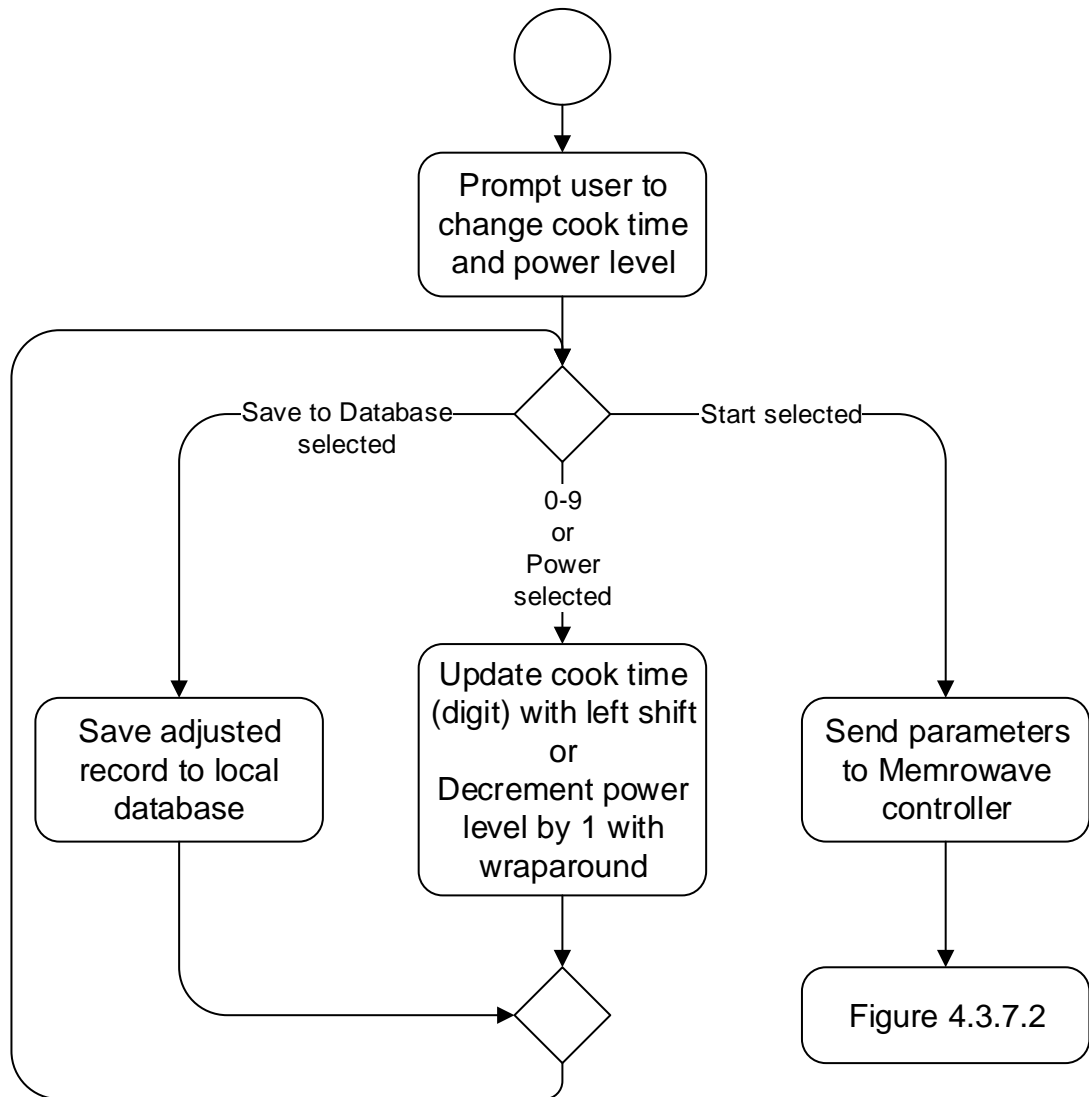 Prompt user to
change cook time
and power level
Save to Database
selected
Start selected
0-9
or
Power
selected
Save adjusted
record to local
database
Update cook time
(digit) with left shift
or
Decrement power
level by 1 with
wraparound
Send parameters
to Memrowave
controller
Figure 4.3.7.2